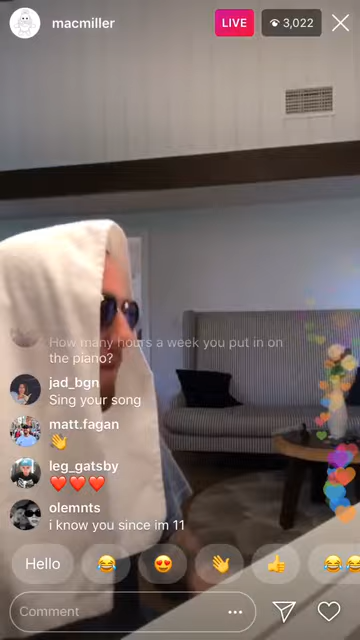 macmiller
LIVE
3,022
How many hours a week you put in on
the piano?
jad_bgn
Sing your song
matt.fagan
👋
leg_gatsby
❤️❤️❤️
olemnts
i know you since im 11
Hello
Comment